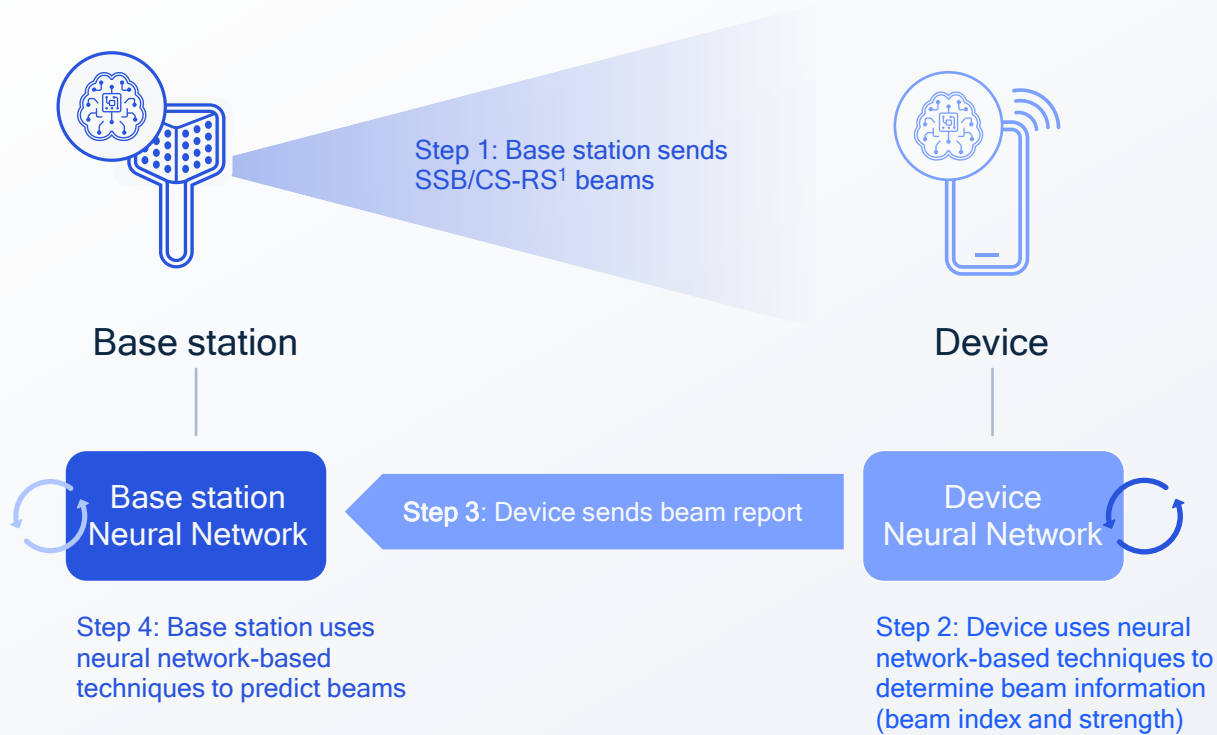 Step 1: Base station sends
SSB/CS-RS¹ beams
Base station
Device
Base station
Neural Network
Step 3: Device sends beam report
Device
Neural Network
Step 4: Base station uses
neural network-based
techniques to predict beams
Step 2: Device uses neural
network-based techniques to
determine beam information
(beam index and strength)